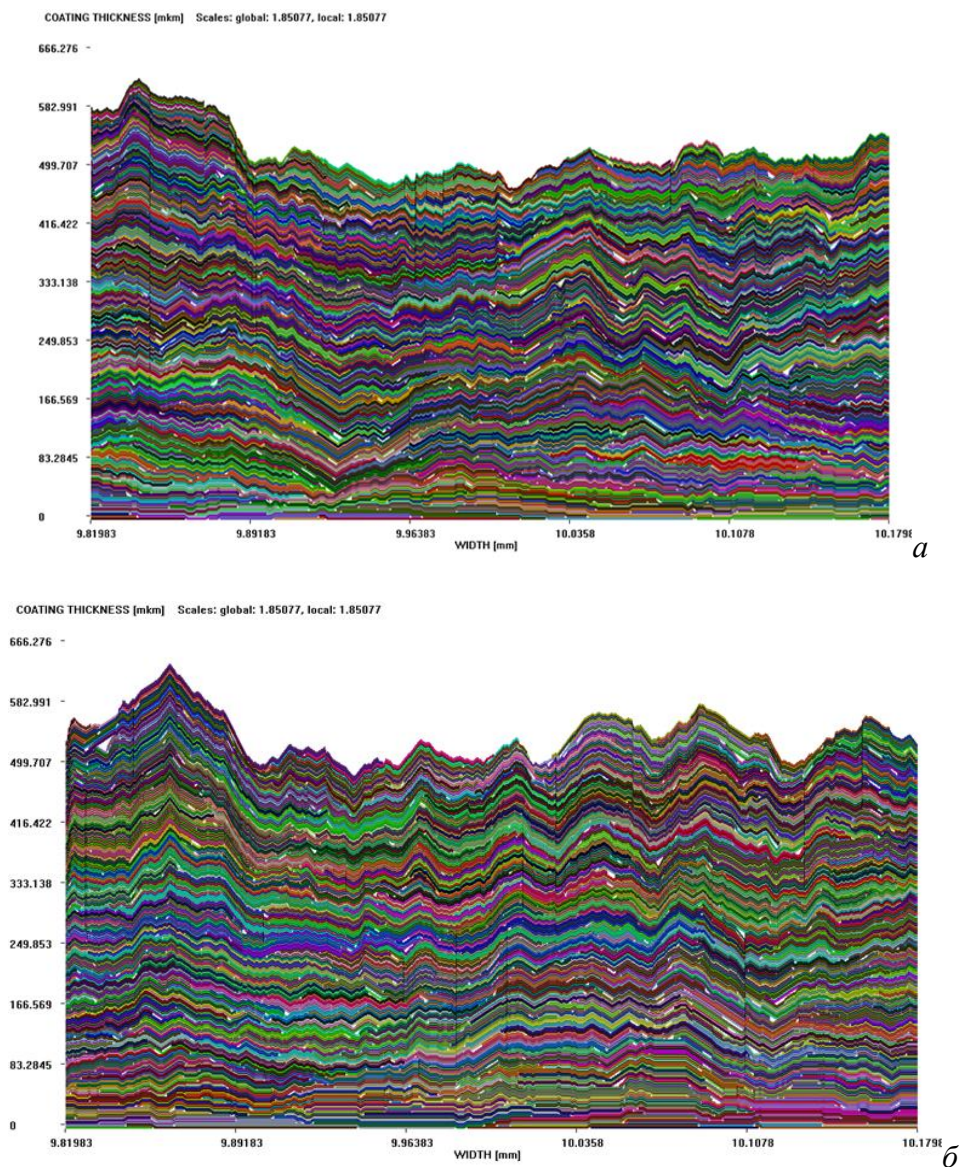 COATING THICKNESS [mkm] Scales: global: 1.85077, local: 1.85077
666.276
582.991
499.707
416.422
333.138
249.853
166.569
83.2845
0
9.81983 9.89183 9.96383 10.0358 10.1078 10.1798
WIDTH [mm]
а
COATING THICKNESS [mkm] Scales: global: 1.85077, local: 1.85077
666.276
582.991
499.707
416.422
333.138
249.853
166.569
83.2845
0
9.81983 9.89183 9.96383 10.0358 10.1078 10.1798
WIDTH [mm]
б